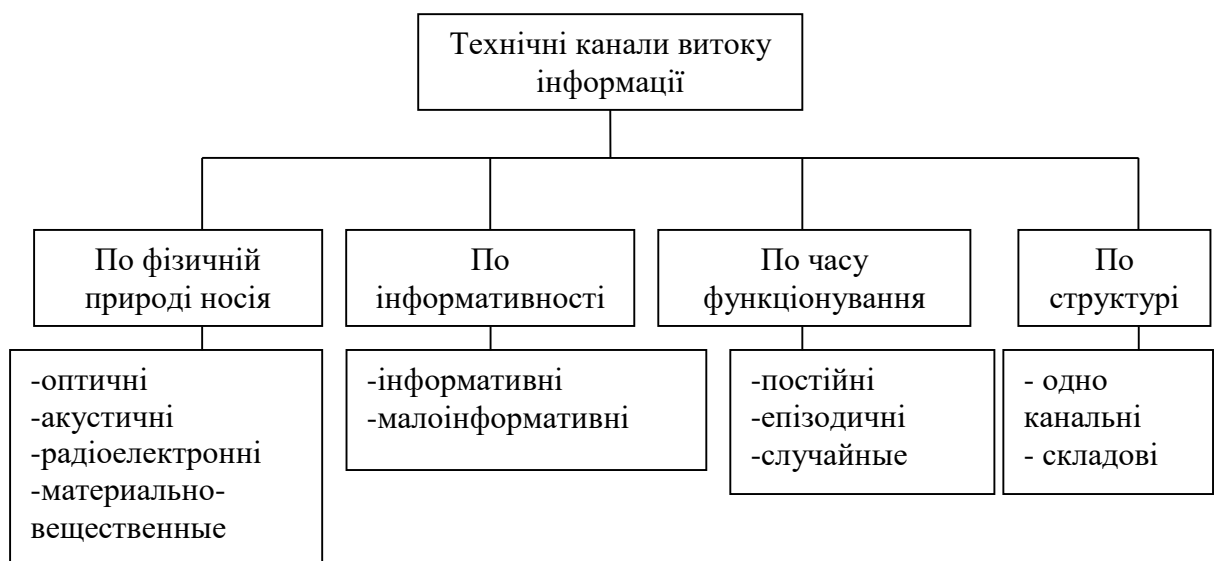 Технічні канали витоку
інформації
По фізичній
природі носія
По
інформативності
По часу
функціонування
По
структурі
-оптичні
-акустичні
-радіоелектронні
-материально-
вещественные
-інформативні
-малоінформативні
-постійні
-епізодичні
-случайные
- одно
канальні
- складові